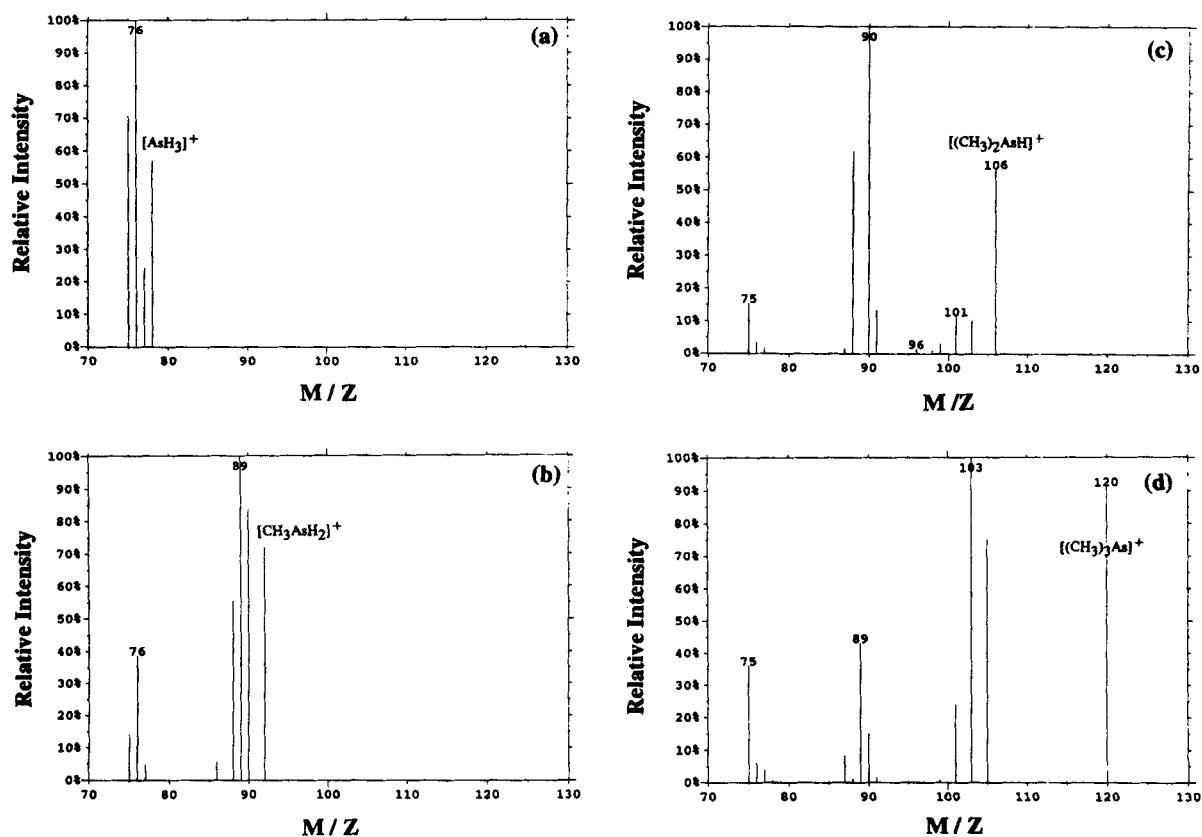 (a)
100%
90%
80%
70%
60%
50%
40%
30%
20%
10%
0%
76
[AsH3]+
70 80 90 100 110 120 130
Relative Intensity
M / Z
(c)
100%
90%
80%
70%
60%
50%
40%
30%
20%
10%
0%
90
[(CH3)2AsH]+
106
75
96
101
70 80 90 100 110 120 130
Relative Intensity
M /Z
(b)
100%
90%
80%
70%
60%
50%
40%
30%
20%
10%
0%
89
[CH3AsH2]+
76
70 80 90 100 110 120 130
Relative Intensity
M / Z
(d)
100%
90%
80%
70%
60%
50%
40%
30%
20%
10%
0%
103
120
[(CH3)3As]+
89
75
70 80 90 100 110 120 130
Relative Intensity
M / Z